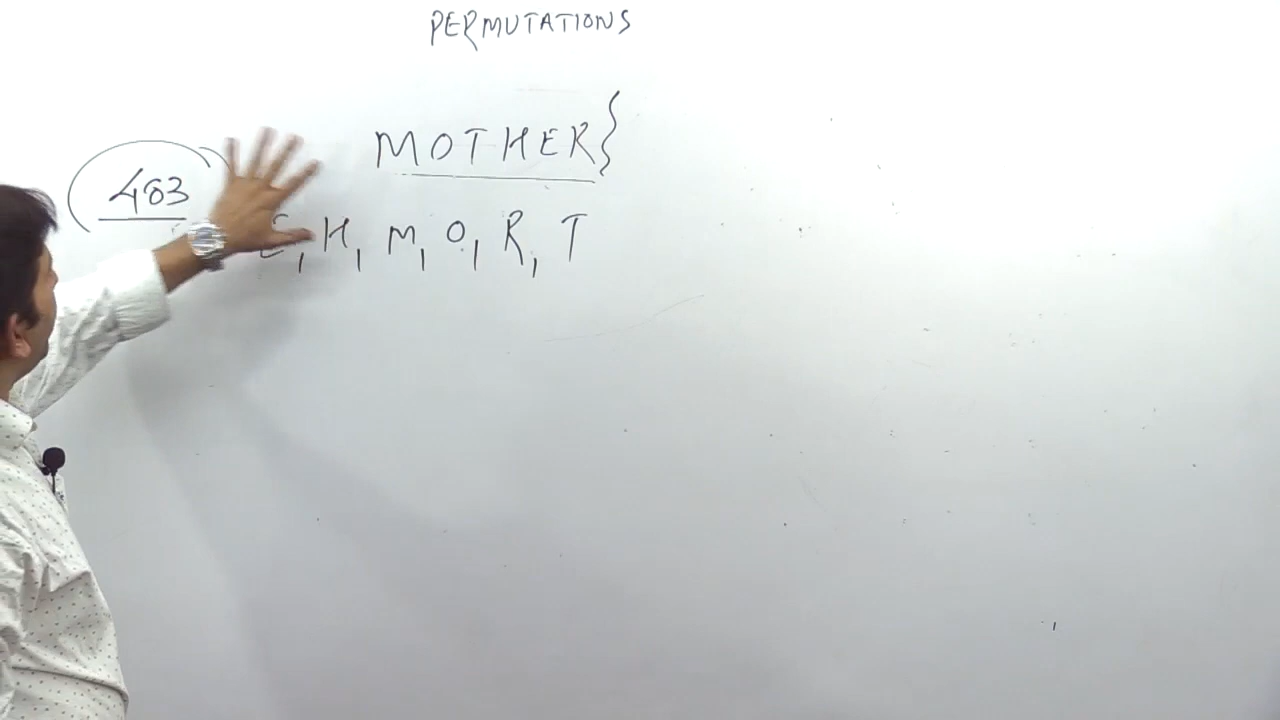 PERMUTATIONS
MOTHER}
483
E, H, M, O, R, T